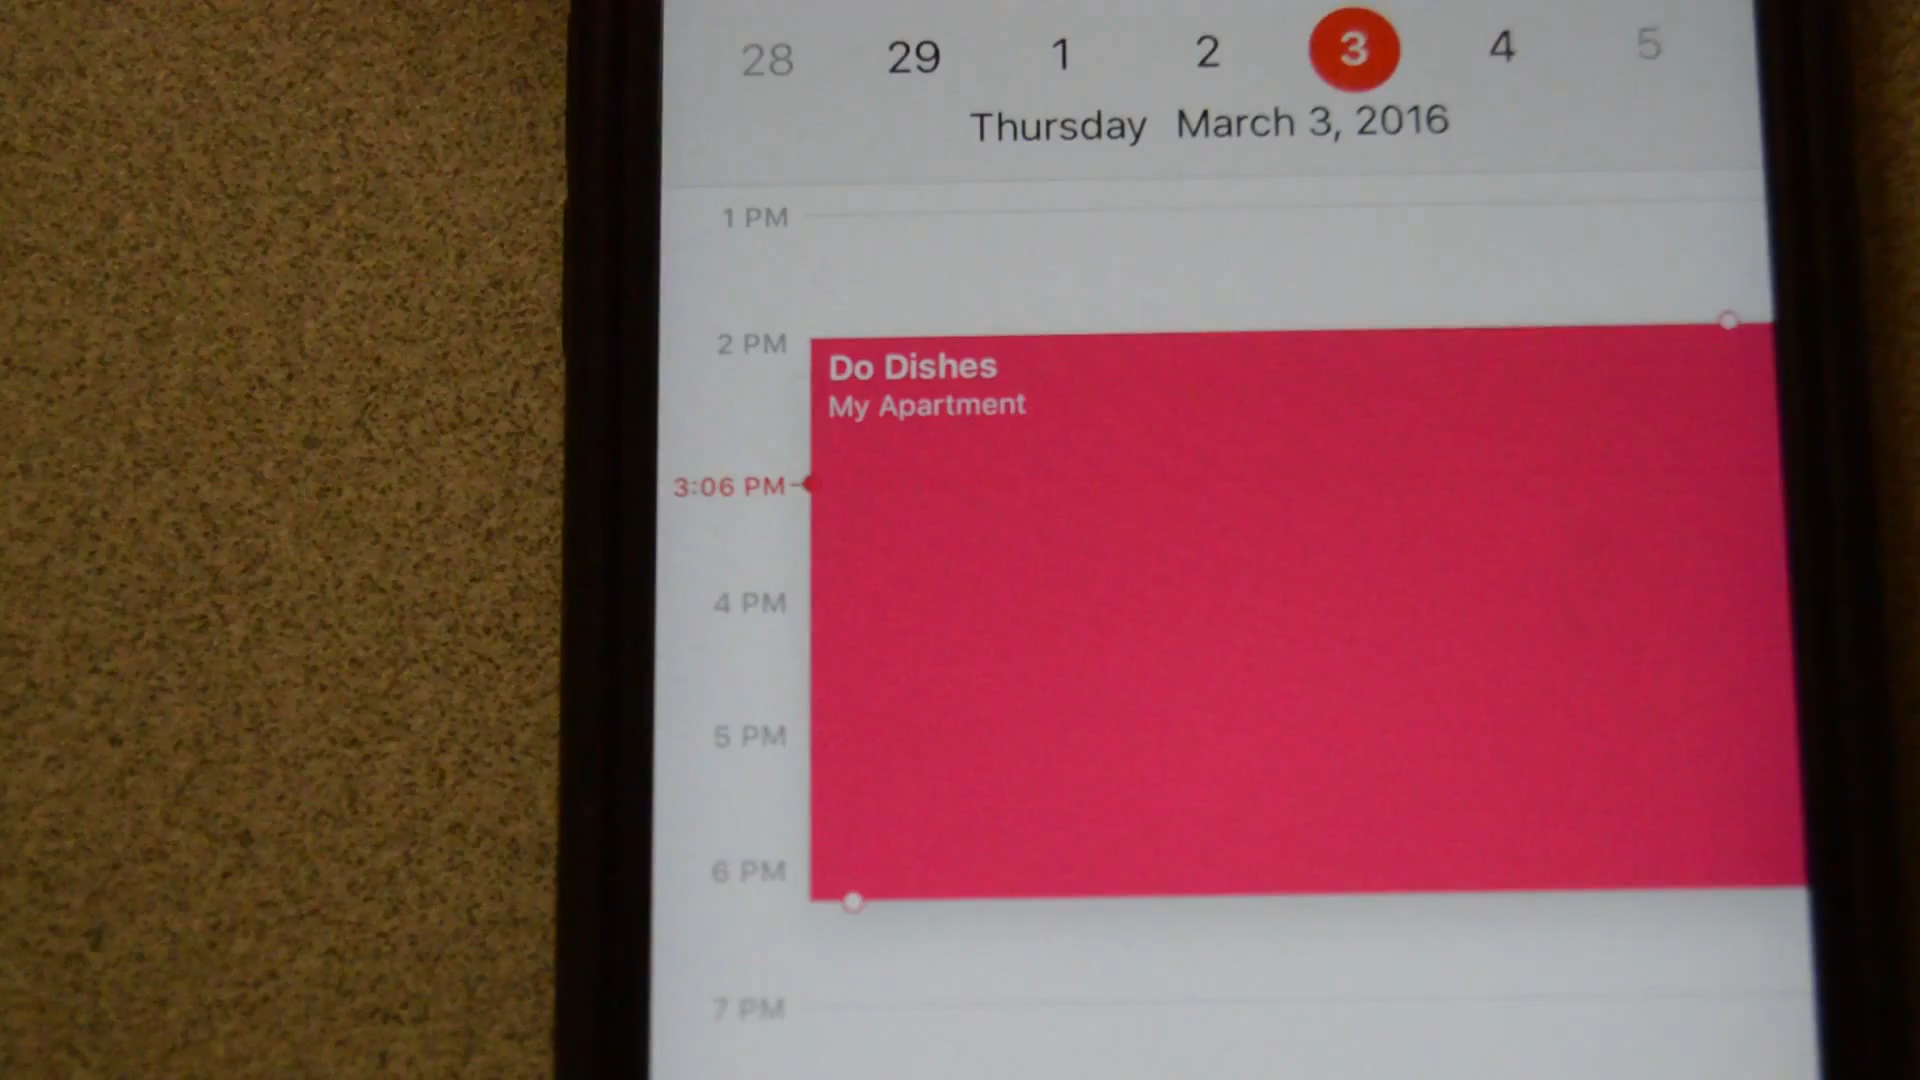 28 29 1 2 3 4 5
Thursday March 3, 2016
1 PM
2 PM
Do Dishes
My Apartment
3:06 PM
4 PM
5 PM
6 PM
7 PM